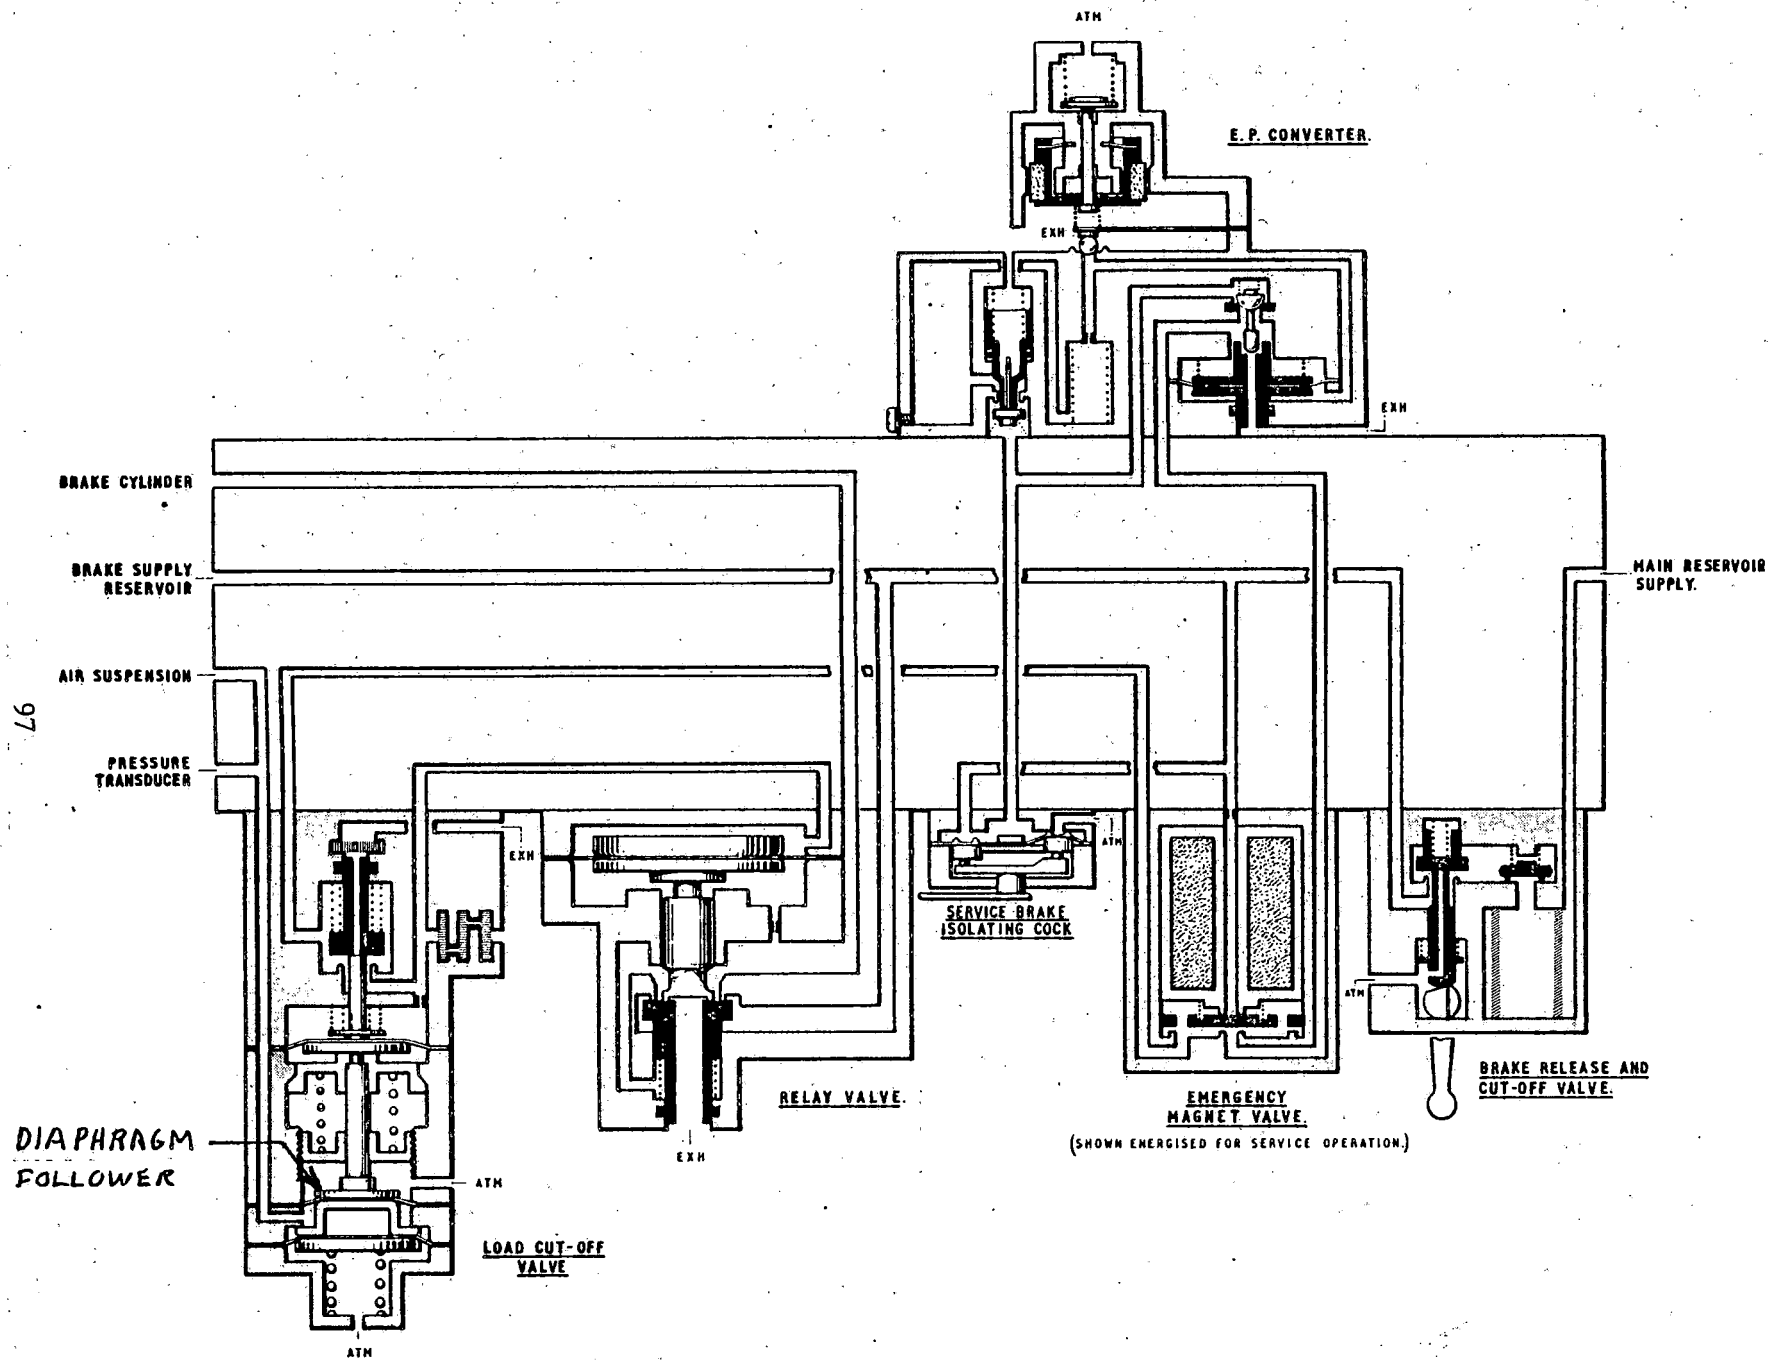 ATM
E.P. CONVERTER.
EXH
EXH
BRAKE CYLINDER
BRAKE SUPPLY
RESERVOIR
MAIN RESERVOIR
SUPPLY.
AIR SUSPENSION
97
PRESSURE
TRANSDUCER
EXH
ATM
SERVICE BRAKE
ISOLATING COCK
ATM
RELAY VALVE.
EMERGENCY
MAGNET VALVE.
(SHOWN ENERGISED FOR SERVICE OPERATION.)
BRAKE RELEASE AND
CUT-OFF VALVE.
EXH
DIAPHRAGM
FOLLOWER
ATM
LOAD CUT-OFF
VALVE
ATM